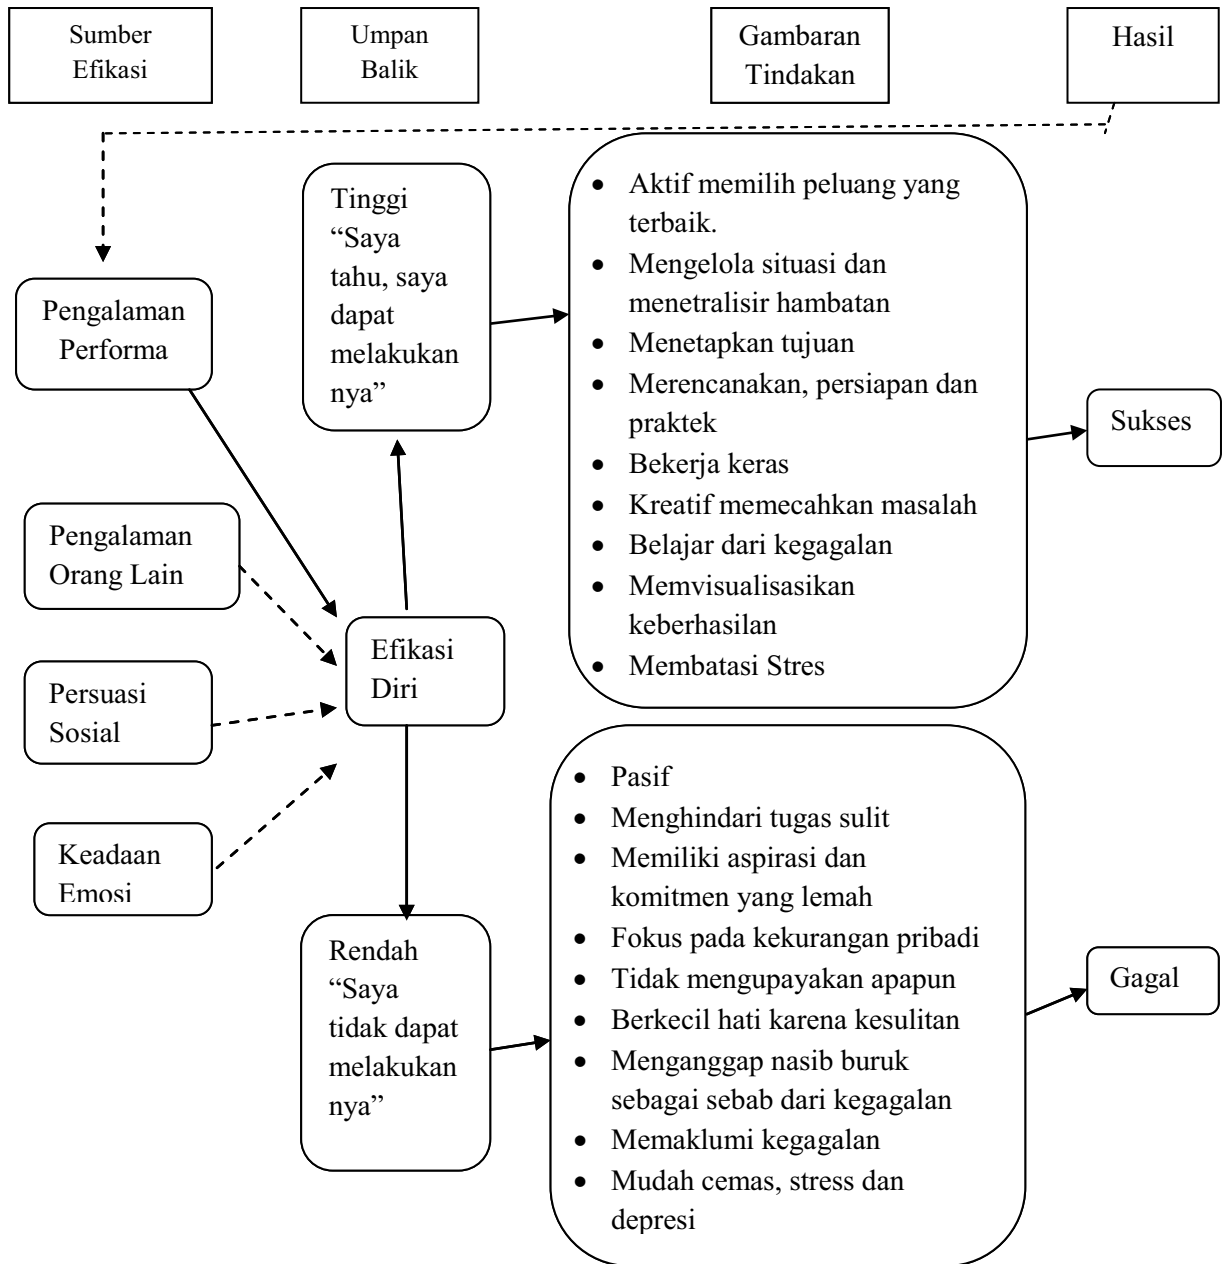 Sumber
Efikasi
Umpan
Balik
Gambaran
Tindakan
Hasil
Pengalaman
Performa
Pengalaman
Orang Lain
Persuasi
Sosial
Keadaan
Emosi
Efikasi
Diri
Tinggi
“Saya
tahu, saya
dapat
melakukan
nya”
Rendah
“Saya
tidak dapat
melakukan
nya”
• Aktif memilih peluang yang
terbaik.
• Mengelola situasi dan
menetralisir hambatan
• Menetapkan tujuan
• Merencanakan, persiapan dan
praktek
• Bekerja keras
• Kreatif memecahkan masalah
• Belajar dari kegagalan
• Memvisualisasikan
keberhasilan
• Membatasi Stres
• Pasif
• Menghindari tugas sulit
• Memiliki aspirasi dan
komitmen yang lemah
• Fokus pada kekurangan pribadi
• Tidak mengupayakan apapun
• Berkecil hati karena kesulitan
• Menganggap nasib buruk
sebagai sebab dari kegagalan
• Memaklumi kegagalan
• Mudah cemas, stress dan
depresi
Sukses
Gagal